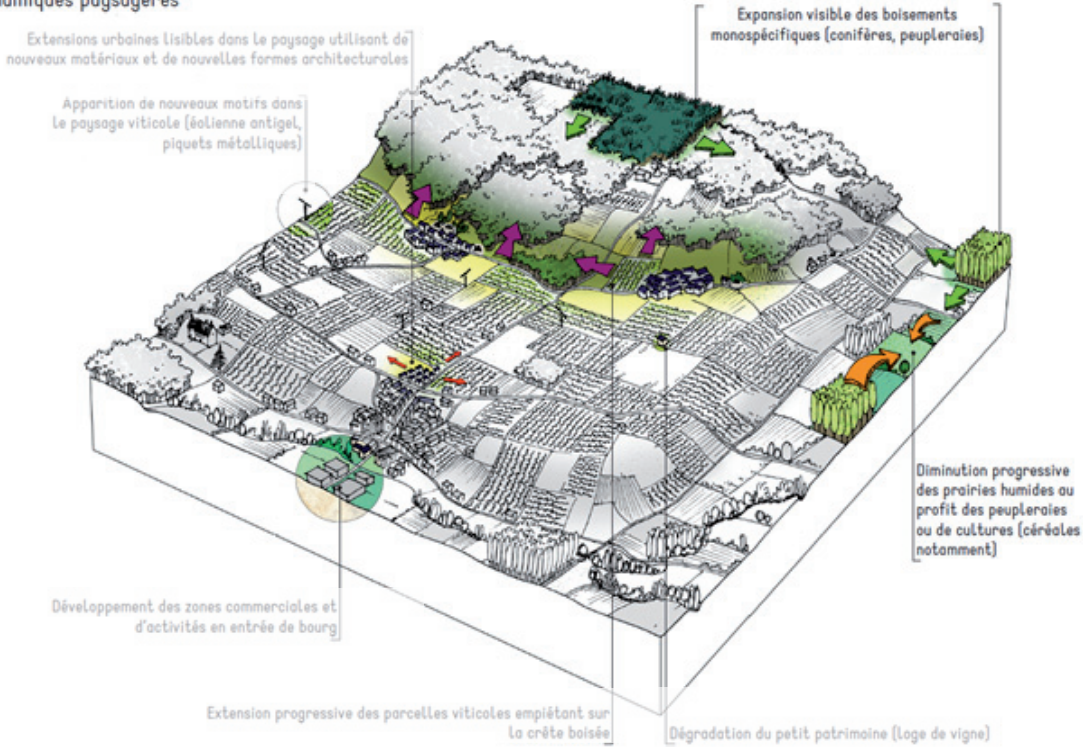 namiques paysagères
Expansion visible des boisements
monospécifiques (conifères, peupleraies)
Extensions urbaines lisibles dans le paysage utilisant de
nouveaux matériaux et de nouvelles formes architecturales
Apparition de nouveaux motifs dans
le paysage viticole (éolienne antigel,
piquets métalliques)
Diminution progressive
des prairies humides au
profit des peupleraies
ou de cultures (céréales
notamment)
Développement des zones commerciales et
d'activités en entrée de bourg
Extension progressive des parcelles viticoles empiétant sur
la crête boisée
Dégradation du petit patrimoine (loge de vigne)